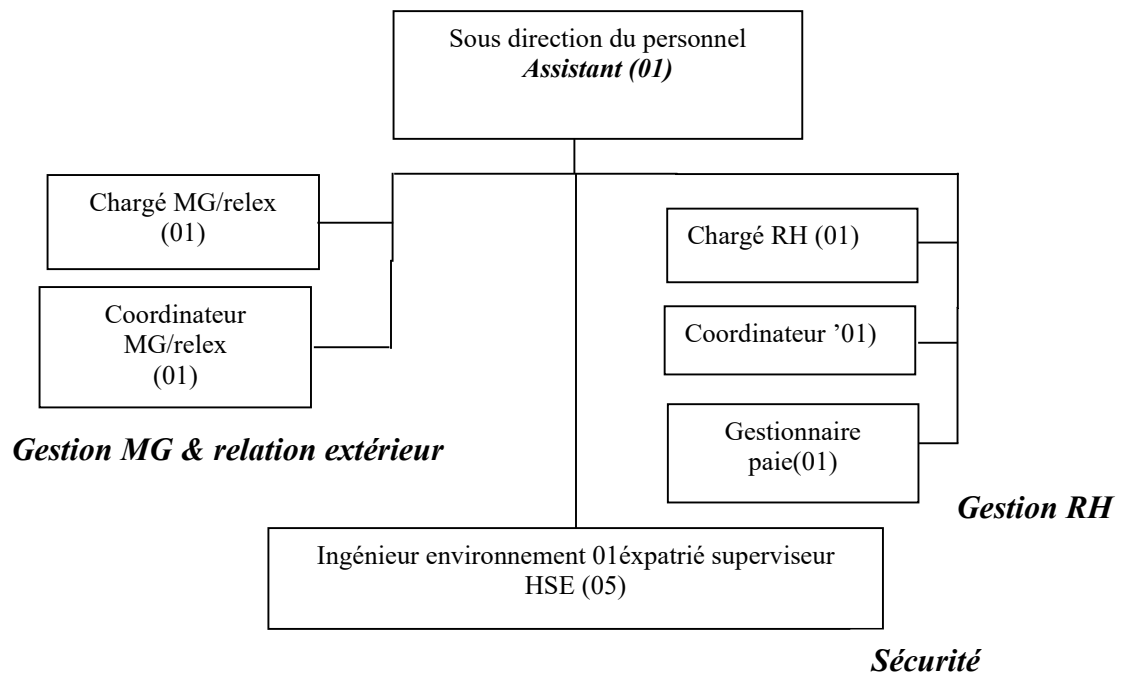 Sous direction du personnel
Assistant (01)
Chargé MG/relex
(01)
Coordinateur
MG/relex
(01)
Gestion MG & relation extérieur
Chargé RH (01)
Coordinateur ’01)
Gestionnaire
paie(01)
Gestion RH
Ingénieur environnement 01éxpatrié superviseur
HSE (05)
Sécurité